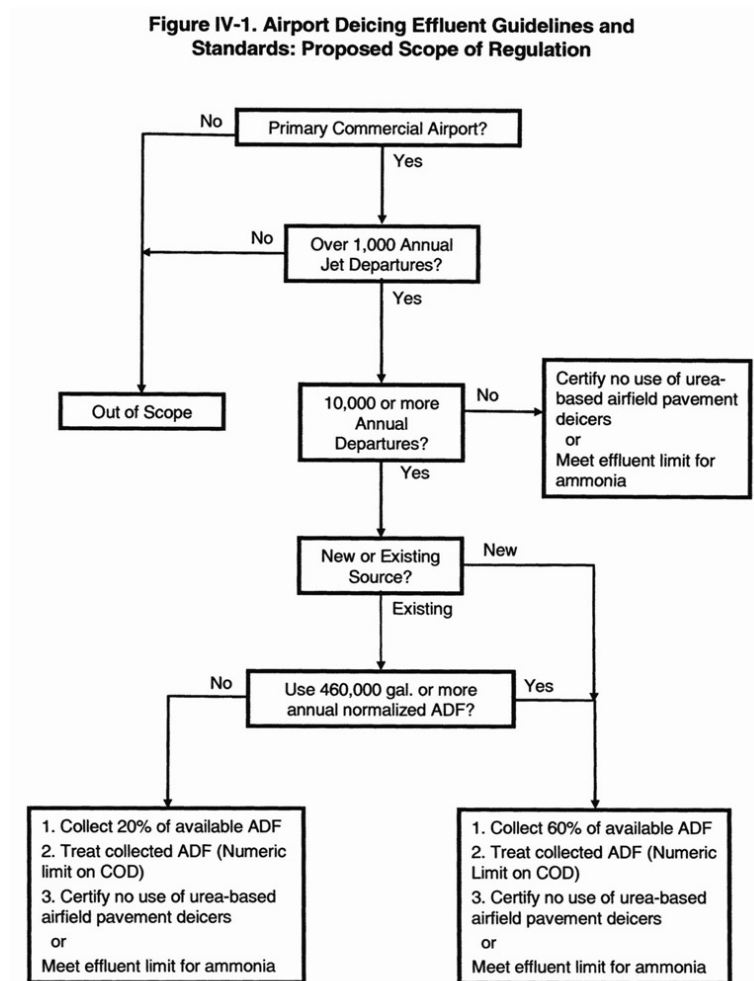 Figure IV-1. Airport Deicing Effluent Guidelines and
Standards: Proposed Scope of Regulation
No
Primary Commercial Airport?
Yes
No
Over 1,000 Annual
Jet Departures?
Yes
Out of Scope
10,000 or more
Annual
Departures?
No
Certify no use of urea-
based airfield pavement
deicers
or
Meet effluent limit for
ammonia
Yes
New or Existing
Source?
New
Existing
No
Use 460,000 gal. or more
annual normalized ADF?
Yes
1. Collect 20% of available ADF
2. Treat collected ADF (Numeric
limit on COD)
3. Certify no use of urea-based
airfield pavement deicers
or
Meet effluent limit for ammonia
1. Collect 60% of available ADF
2. Treat collected ADF (Numeric
Limit on COD)
3. Certify no use of urea-based
airfield pavement deicers
or
Meet effluent limit for ammonia